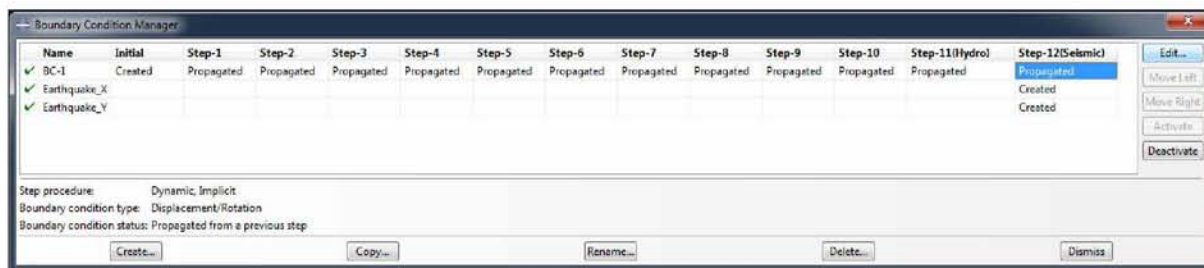 Boundary Condition Manager
Name Initial Step-1 Step-2 Step-3 Step-4 Step-5 Step-6 Step-7 Step-8 Step-9 Step-10 Step-11(Hydro) Step-12(Seismic) Edit...
BC-1 Created Propagated Propagated Propagated Propagated Propagated Propagated Propagated Propagated Propagated Propagated Propagated Propagated Move Left
Earthquake_X Created Move Right
Earthquake_Y Created Activate
Deactivate
Step procedure: Dynamic, Implicit
Boundary condition type: Displacement/Rotation
Boundary condition status: Propagated from a previous step
Create... Copy... Rename... Delete... Dismiss